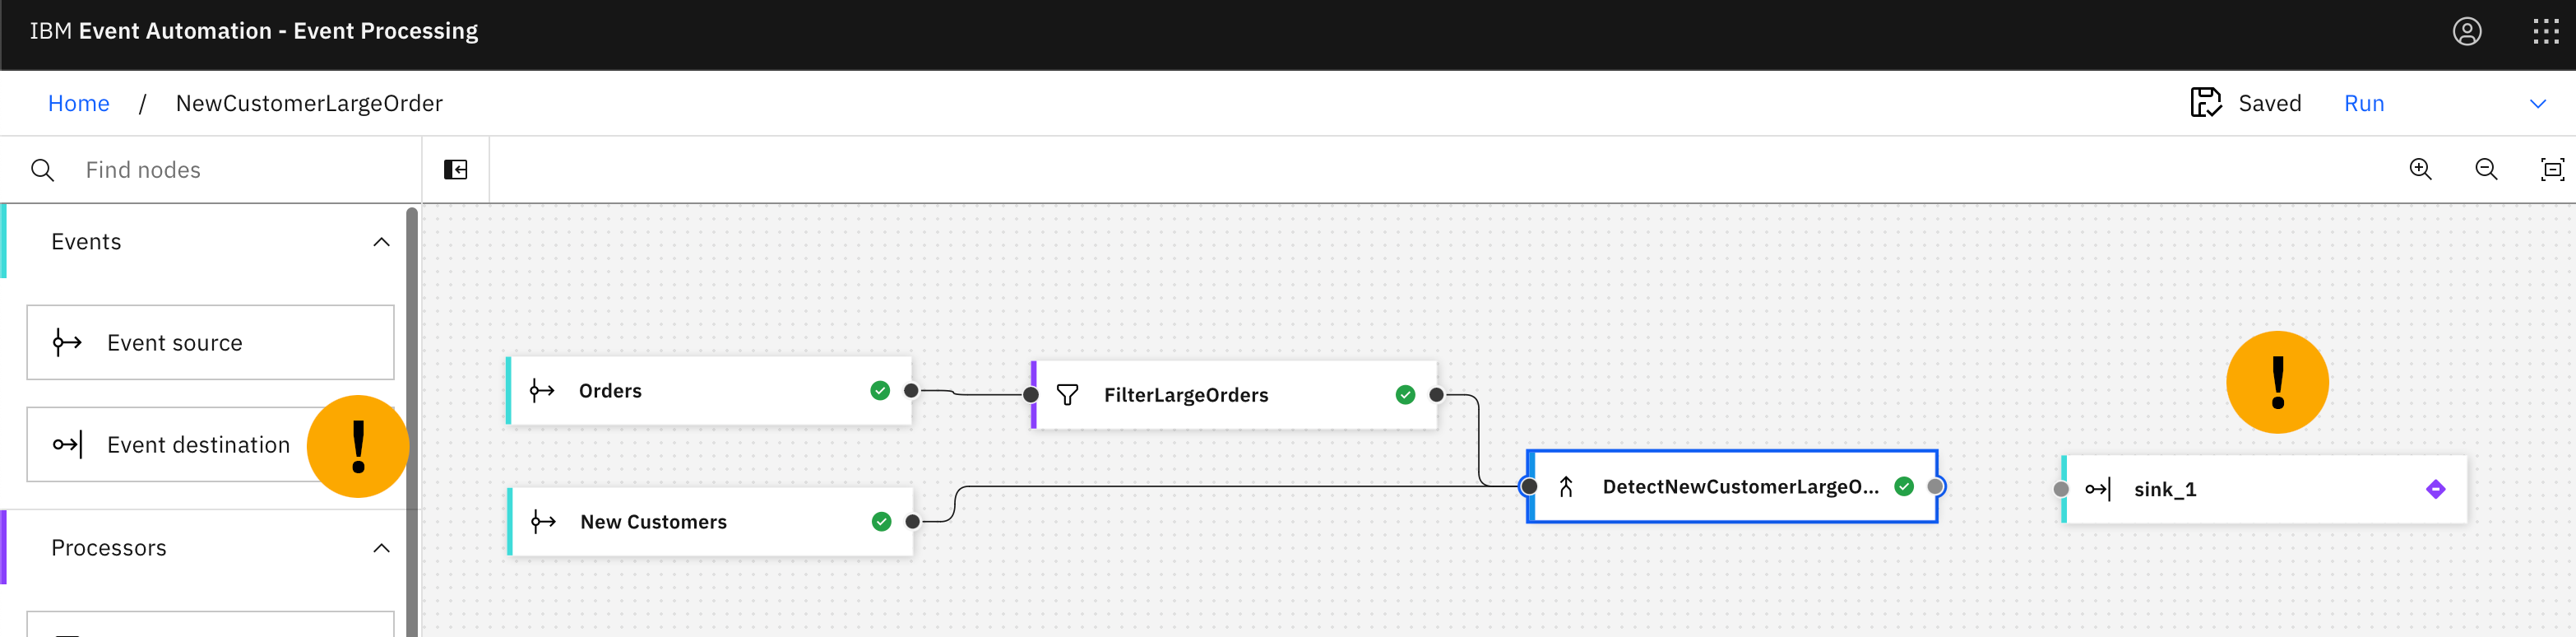 IBM Event Automation - Event Processing
Home / NewCustomerLargeOrder
Saved
Run
Find nodes
Events
Event source
Event destination
!
Processors
Orders
FilterLargeOrders
New Customers
DetectNewCustomerLargeO...
!
sink_1